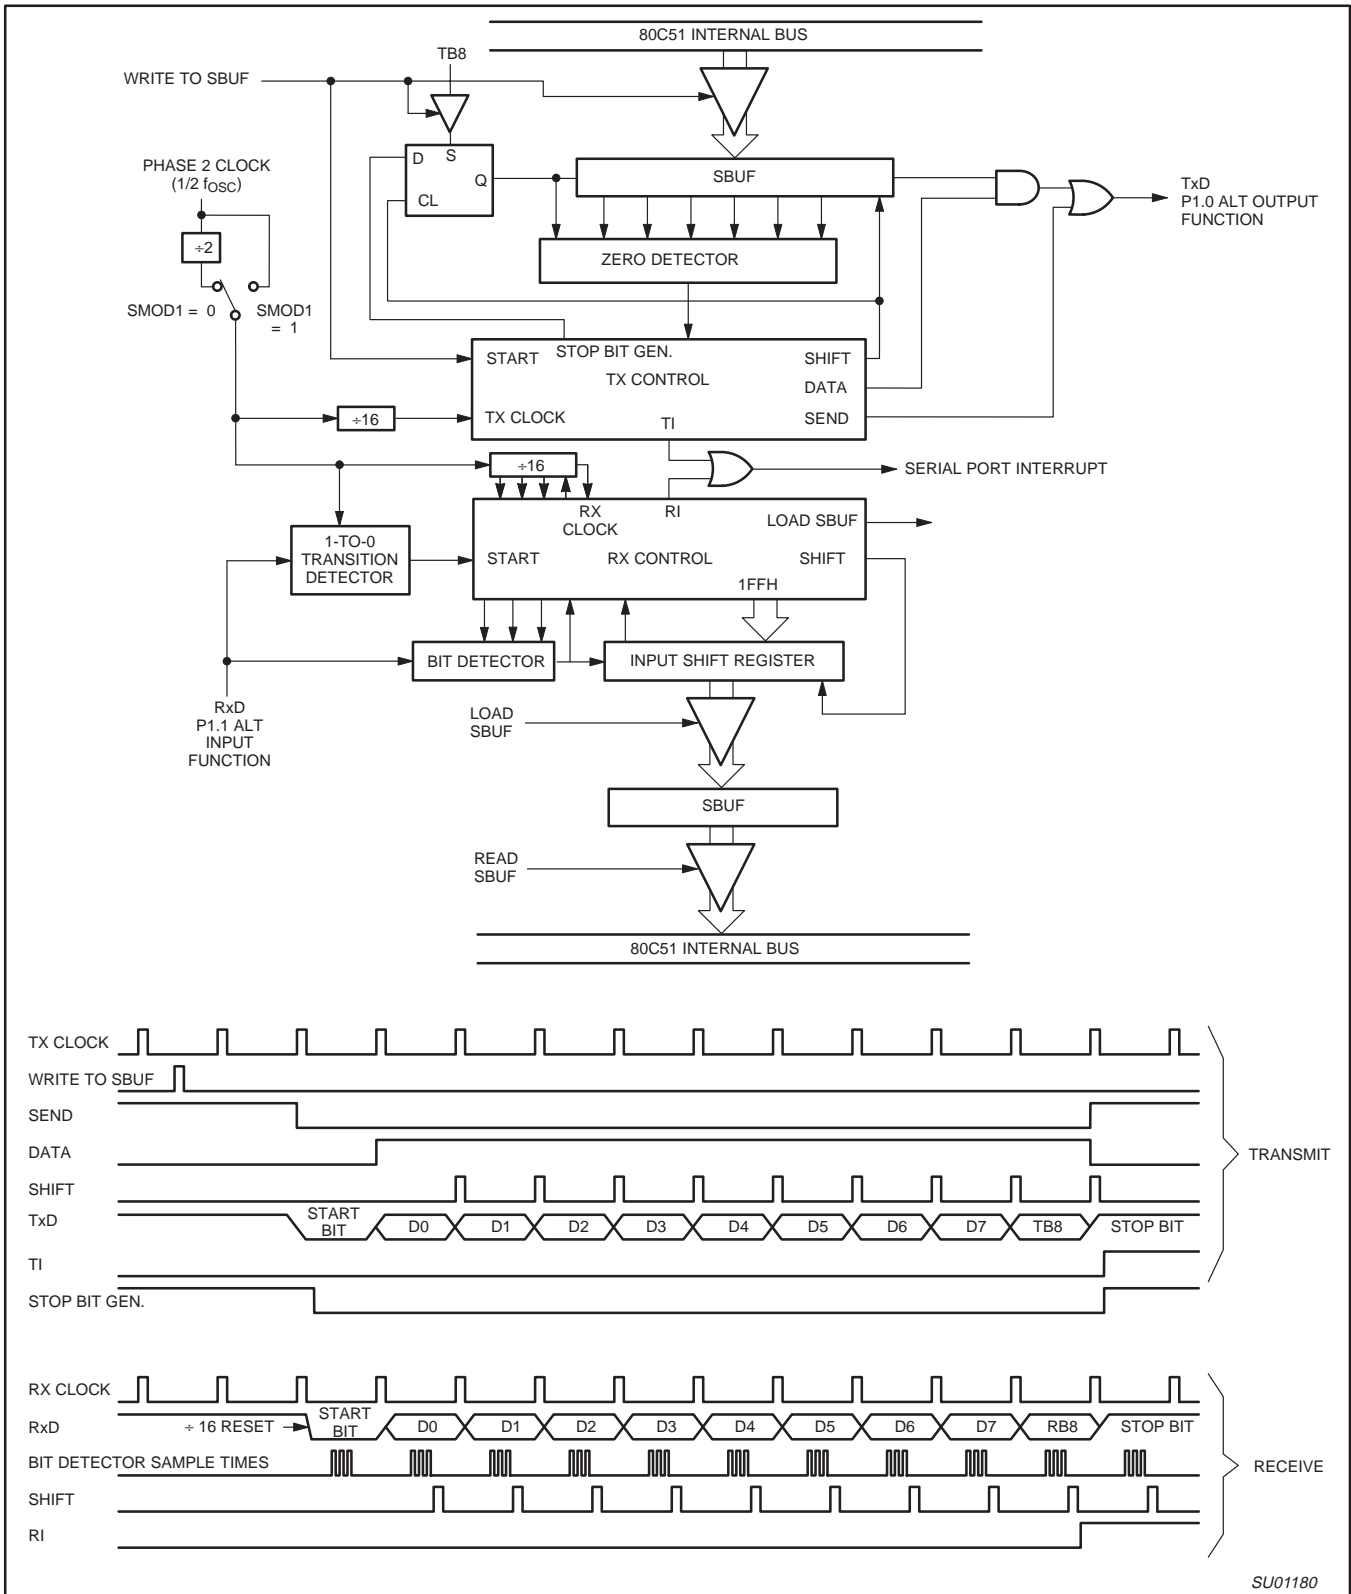 80C51 INTERNAL BUS
TB8
WRITE TO SBUF
PHASE 2 CLOCK
(1/2 fOSC)
÷2
SMOD1 = 0
SMOD1
= 1
D
S
Q
CL
SBUF
ZERO DETECTOR
TxD
P1.0 ALT OUTPUT
FUNCTION
START
STOP BIT GEN.
SHIFT
TX CONTROL
DATA
÷16
TX CLOCK
TI
SEND
÷16
SERIAL PORT INTERRUPT
RX
CLOCK
RI
LOAD SBUF
1-TO-0
TRANSITION
DETECTOR
START
RX CONTROL
SHIFT
1FFH
BIT DETECTOR
INPUT SHIFT REGISTER
RxD
P1.1 ALT
INPUT
FUNCTION
LOAD
SBUF
SBUF
READ
SBUF
80C51 INTERNAL BUS
TX CLOCK
WRITE TO SBUF
SEND
DATA
TRANSMIT
SHIFT
TxD
START
BIT
D0
D1
D2
D3
D4
D5
D6
D7
TB8
STOP BIT
TI
STOP BIT GEN.
RX CLOCK
RxD
÷ 16 RESET
START
BIT
D0
D1
D2
D3
D4
D5
D6
D7
RB8
STOP BIT
BIT DETECTOR SAMPLE TIMES
RECEIVE
SHIFT
RI
SU01180